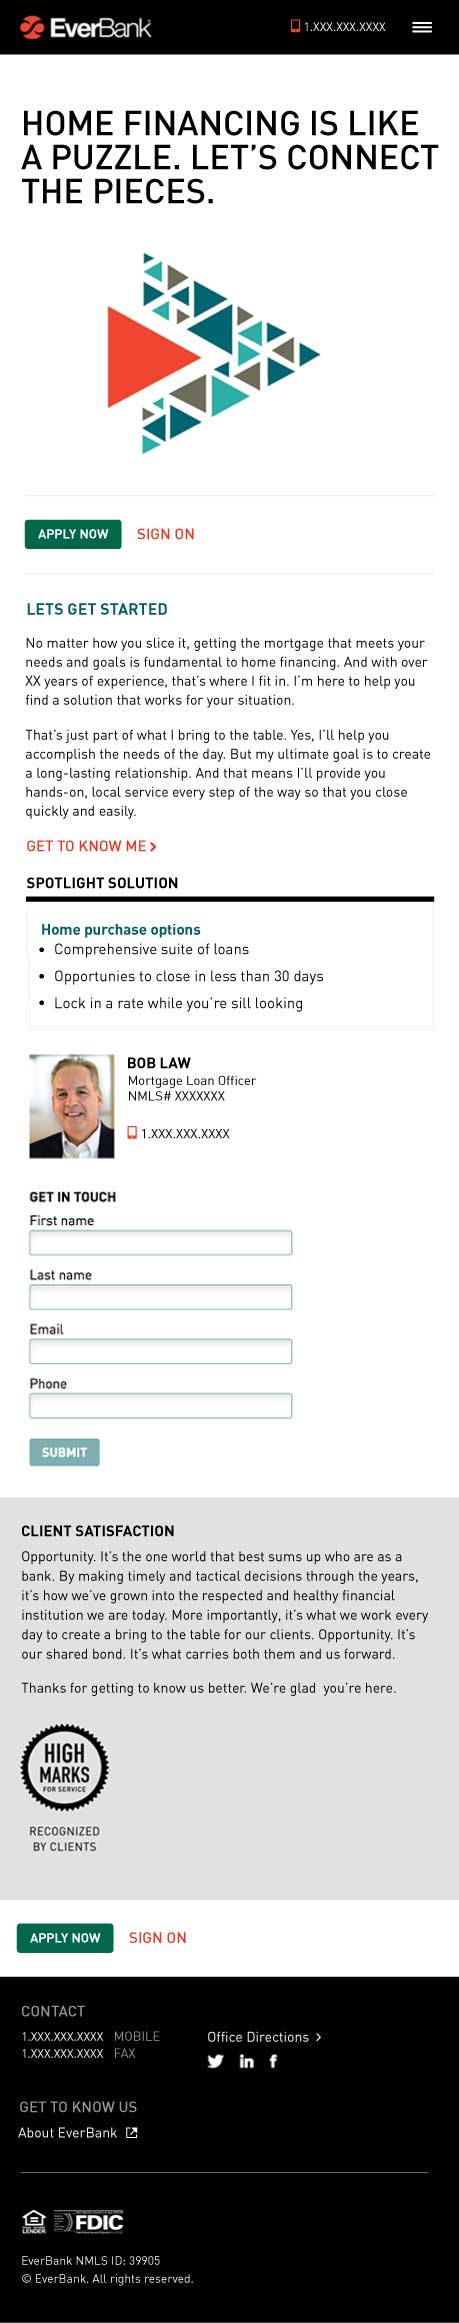 EverBank
1.XXX.XXX.XXXX
HOME FINANCING IS LIKE
A PUZZLE. LET'S CONNECT
THE PIECES.
APPLY NOW SIGN ON
LETS GET STARTED
No matter how you slice it, getting the mortgage that meets your
needs and goals is fundamental to home financing. And with over
XX years of experience, that's where I fit in. I'm here to help you
find a solution that works for your situation.
That's just part of what I bring to the table. Yes, I'll help you
accomplish the needs of the day. But my ultimate goal is to create
a long-lasting relationship. And that means I'll provide you
hands-on, local service every step of the way so that you close
quickly and easily.
GET TO KNOW ME >
SPOTLIGHT SOLUTION
Home purchase options
• Comprehensive suite of loans
• Opportunies to close in less than 30 days
• Lock in a rate while you're sill looking
BOB LAW
Mortgage Loan Officer
NMLS# XXXXXXX
1.XXX.XXX.XXXX
GET IN TOUCH
First name
Last name
Email
Phone
SUBMIT
CLIENT SATISFACTION
Opportunity. It's the one world that best sums up who are as a
bank. By making timely and tactical decisions through the years,
it's how we've grown into the respected and healthy financial
institution we are today. More importantly, it's what we work every
day to create a bring to the table for our clients. Opportunity. It's
our shared bond. It's what carries both them and us forward.
Thanks for getting to know us better. We're glad you're here.
HIGH
MARKS
FOR SERVICE
RECOGNIZED
BY CLIENTS
APPLY NOW SIGN ON
CONTACT
1.XXX.XXX.XXXX MOBILE
1.XXX.XXX.XXXX FAX
Office Directions >
GET TO KNOW US
About EverBank
LENDER
FDIC
EverBank NMLS ID: 39905
© EverBank. All rights reserved.